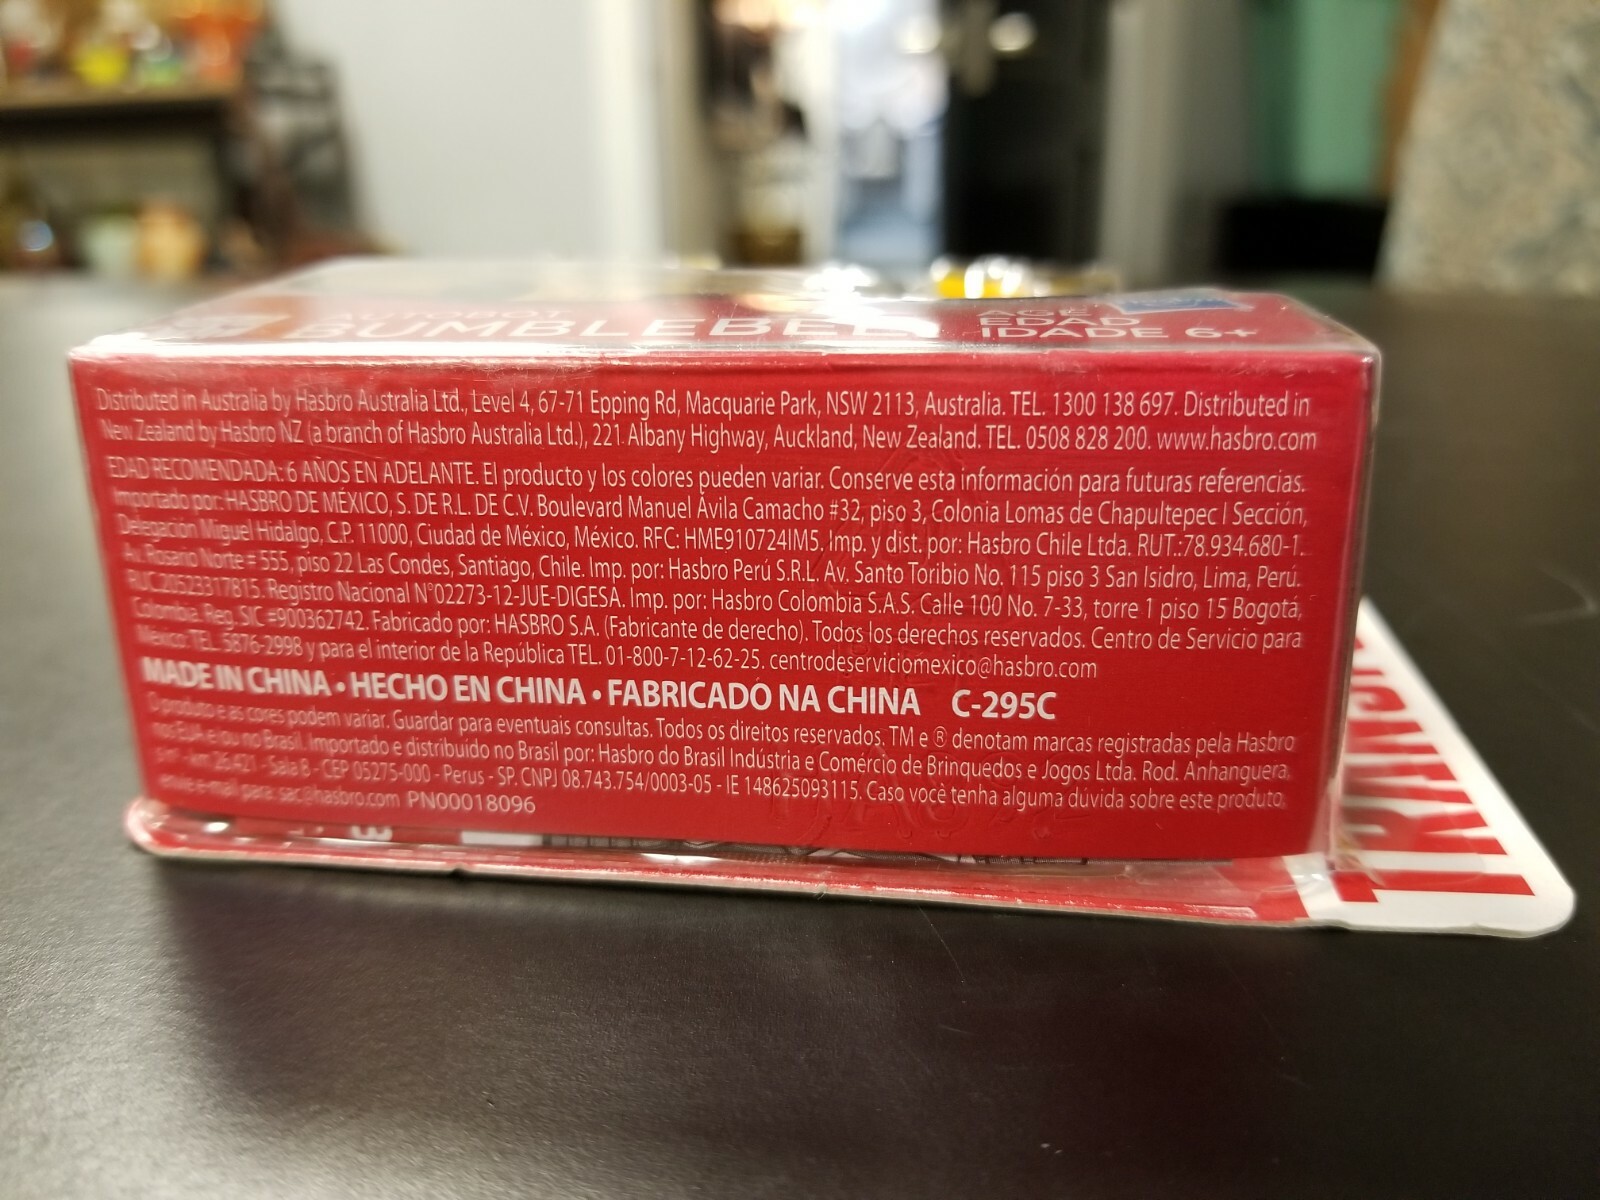 AUTOBOT
BUMBLEBEE
AGE
EDAD
IDADE 6+
Distributed in Australia by Hasbro Australia Ltd., Level 4, 67-71 Epping Rd, Macquarie Park, NSW 2113, Australia. TEL. 1300 138 697. Distributed in
New Zealand by Hasbro NZ (a branch of Hasbro Australia Ltd.), 221 Albany Highway, Auckland, New Zealand. TEL. 0508 828 200. www.hasbro.com
EDAD RECOMENDADA: 6 AÑOS EN ADELANTE. El producto y los colores pueden variar. Conserve esta información para futuras referencias.
Importado por: HASBRO DE MÉXICO, S. DE R.L. DE C.V. Boulevard Manuel Ávila Camacho #32, piso 3, Colonia Lomas de Chapultepec I Sección,
Delegación Miguel Hidalgo, C.P. 11000, Ciudad de México, México. RFC: HME910724IM5. Imp. y dist. por: Hasbro Chile Ltda. RUT.:78.934.680-1.
Av. Rosario Norte = 555, piso 22 Las Condes, Santiago, Chile. Imp. por: Hasbro Perú S.R.L. Av. Santo Toribio No. 115 piso 3 San Isidro, Lima, Perú.
RUC.20523317815. Registro Nacional N°02273-12-JUE-DIGESA. Imp. por: Hasbro Colombia S.A.S. Calle 100 No. 7-33, torre 1 piso 15 Bogotá,
Colombia. Reg. SIC #900362742. Fabricado por: HASBRO S.A. (Fabricante de derecho). Todos los derechos reservados. Centro de Servicio para
México TEL. 5876-2998 y para el interior de la República TEL. 01-800-7-12-62-25. centrodeserviciomexico@hasbro.com
MADE IN CHINA • HECHO EN CHINA • FABRICADO NA CHINA C-295C
O produto e as cores podem variar. Guardar para eventuais consultas. Todos os direitos reservados. TM e ® denotam marcas registradas pela Hasbro
nos EUA e/ou no Brasil. Importado e distribuído no Brasil por: Hasbro do Brasil Indústria e Comércio de Brinquedos e Jogos Ltda. Rod. Anhanguera,
s/nº - km 26,421 - Sala 8 - CEP 05275-000 - Perus - SP. CNPJ 08.743.754/0003-05 - IE 148625093115. Caso você tenha alguma dúvida sobre este produto,
envie e-mail para: sac@hasbro.com PN00018096